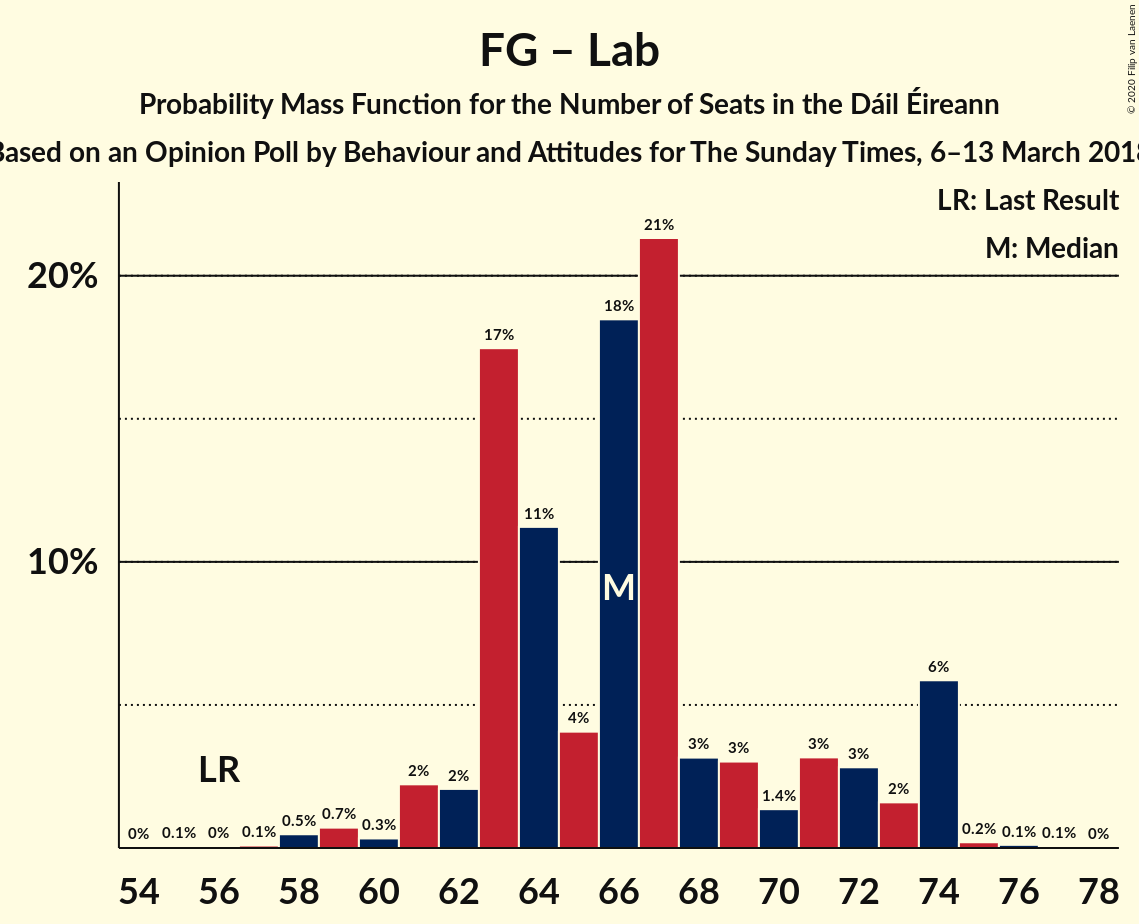 FG – Lab
Probability Mass Function for the Number of Seats in the Dáil Éireann
Based on an Opinion Poll by Behaviour and Attitudes for The Sunday Times, 6–13 March 2018
© 2020 Filip van Laenen
LR: Last Result
M: Median
20%
10%
0% 0.1% 0% 0.1% 0.5% 0.7% 0.3% 2% 2% 17% 11% 4% 18% 21% 3% 3% 1.4% 3% 3% 2% 6% 0.2% 0.1% 0.1% 0%
LR
M
54 56 58 60 62 64 66 68 70 72 74 76 78